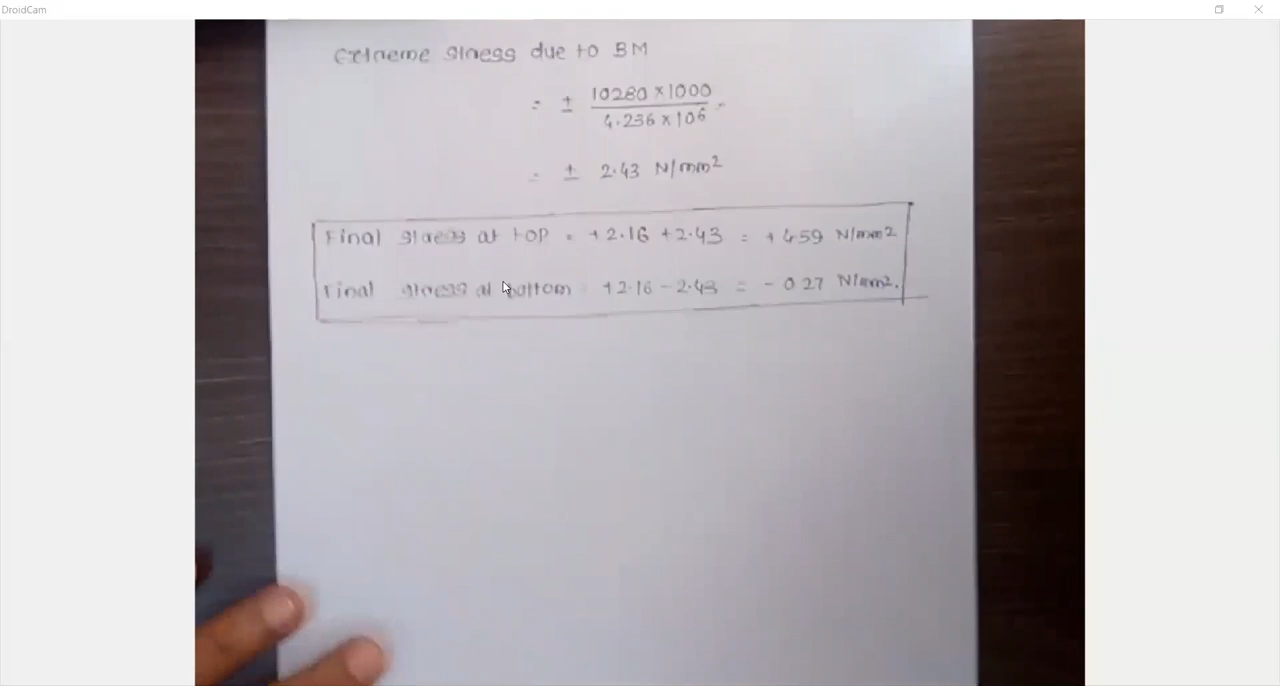 DroidCam
Extreme stress due to BM
= ± 10280 × 1000 / 4.236 × 10⁶ =
= ± 2.43 N/mm²
Final stress at top = +2.16 +2.43 = +4.59 N/mm²
Final stress at bottom = +2.16 - 2.43 = - 0.27 N/mm².